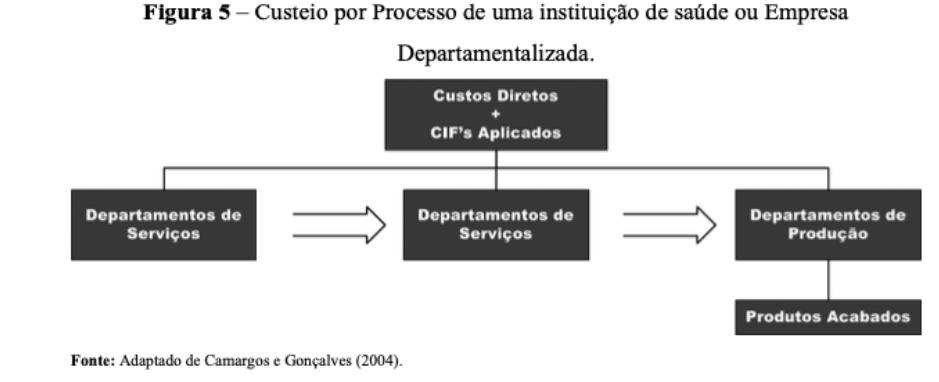 Figura 5 – Custeio por Processo de uma instituição de saúde ou Empresa
Departamentalizada.
Custos Diretos
+
CIF's Aplicados
Departamentos de
Serviços
Departamentos de
Serviços
Departamentos de
Produção
Produtos Acabados
Fonte: Adaptado de Camargos e Gonçalves (2004).